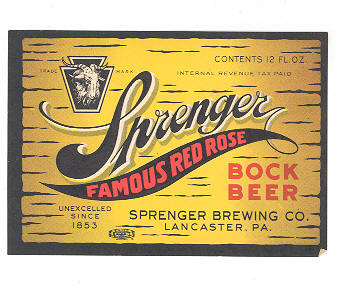 CONTENTS 12 FL.OZ.
TRADE MARK
INTERNAL REVENUE TAX PAID
Sprenger
FAMOUS RED ROSE
BOCK
BEER
UNEXCELLED
SINCE
1853
SPRENGER BREWING CO.
LANCASTER, PA.